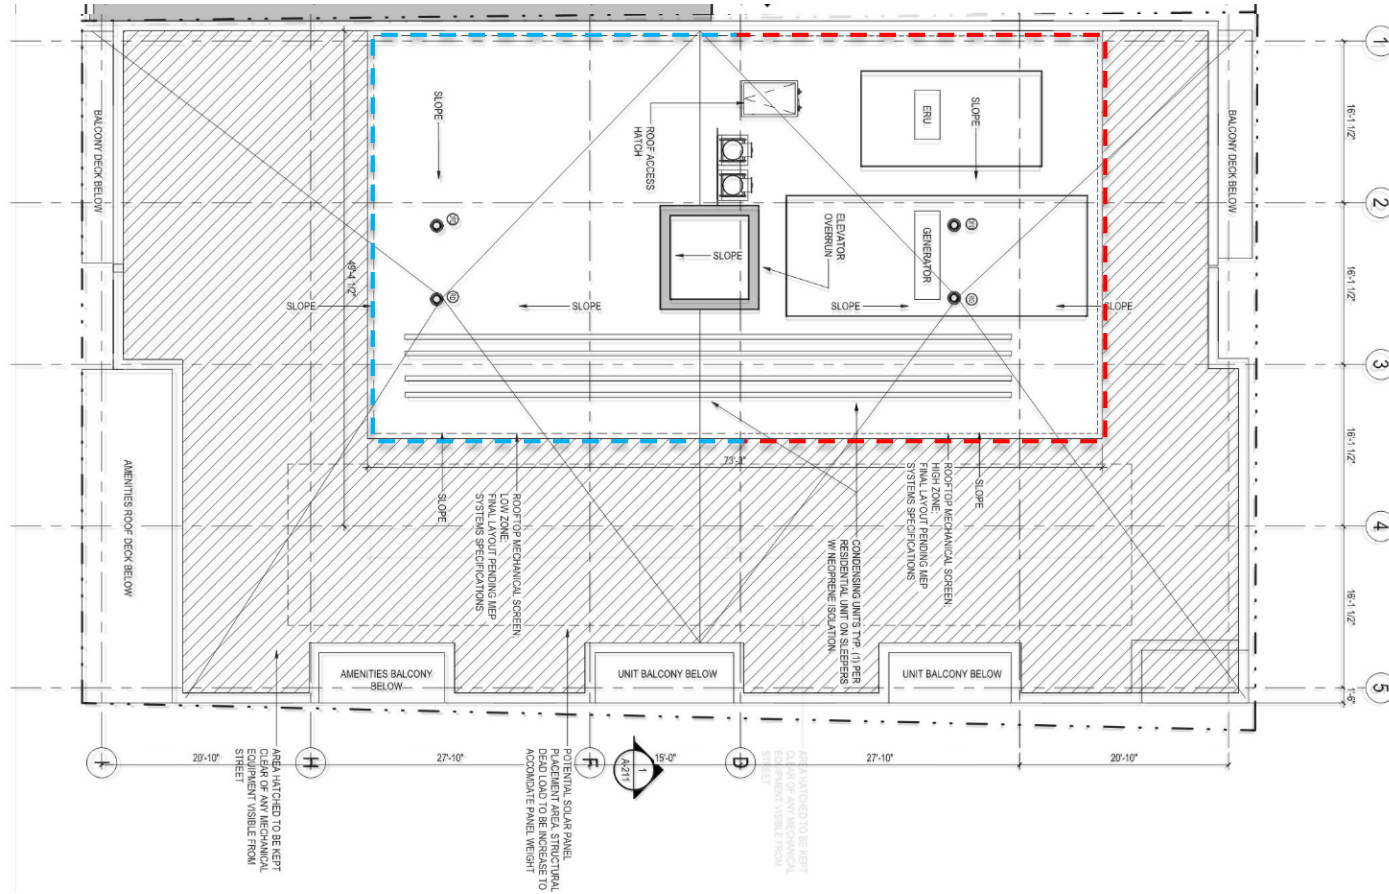 1
2
3
4
5
16'-1 1/2"
16'-1 1/2"
16'-1 1/2"
16'-1 1/2"
1'-6"
BALCONY DECK BELOW
BALCONY DECK BELOW
SLOPE
ROOF ACCESS
HATCH
ERU
SLOPE
RD
RD
ELEVATOR
OVERRUN
GENERATOR
SLOPE
49'-4 1/2"
SLOPE
SLOPE
RD
SLOPE
RD
SLOPE
73'-3"
SLOPE
ROOFTOP MECHANICAL SCREEN:
LOW ZONE:
FINAL LAYOUT PENDING MEP
SYSTEMS SPECIFICATIONS
ROOFTOP MECHANICAL SCREEN:
HIGH ZONE:
FINAL LAYOUT PENDING MEP
SYSTEMS SPECIFICATIONS
SLOPE
CONDENSING UNITS TYP. (1) PER
RESIDENTIAL UNIT ON SLEEPERS
W/ NEOPRENE ISOLATION
AMENITIES ROOF DECK BELOW
AMENITIES BALCONY
BELOW
UNIT BALCONY BELOW
UNIT BALCONY BELOW
I
20'-10"
H
27'-10"
F
15'-0"
D
27'-10"
20'-10"
1
A-211
AREA HATCHED TO BE KEPT
CLEAR OF ANY MECHANICAL
EQUIPMENT VISIBLE FROM
STREET
POTENTIAL SOLAR PANEL
PLACEMENT AREA. STRUCTURAL
DEAD LOAD TO BE INCREASE TO
ACCOMDATE PANEL WEIGHT
AREA HATCHED TO BE KEPT
CLEAR OF ANY MECHANICAL
EQUIPMENT VISIBLE FROM
STREET